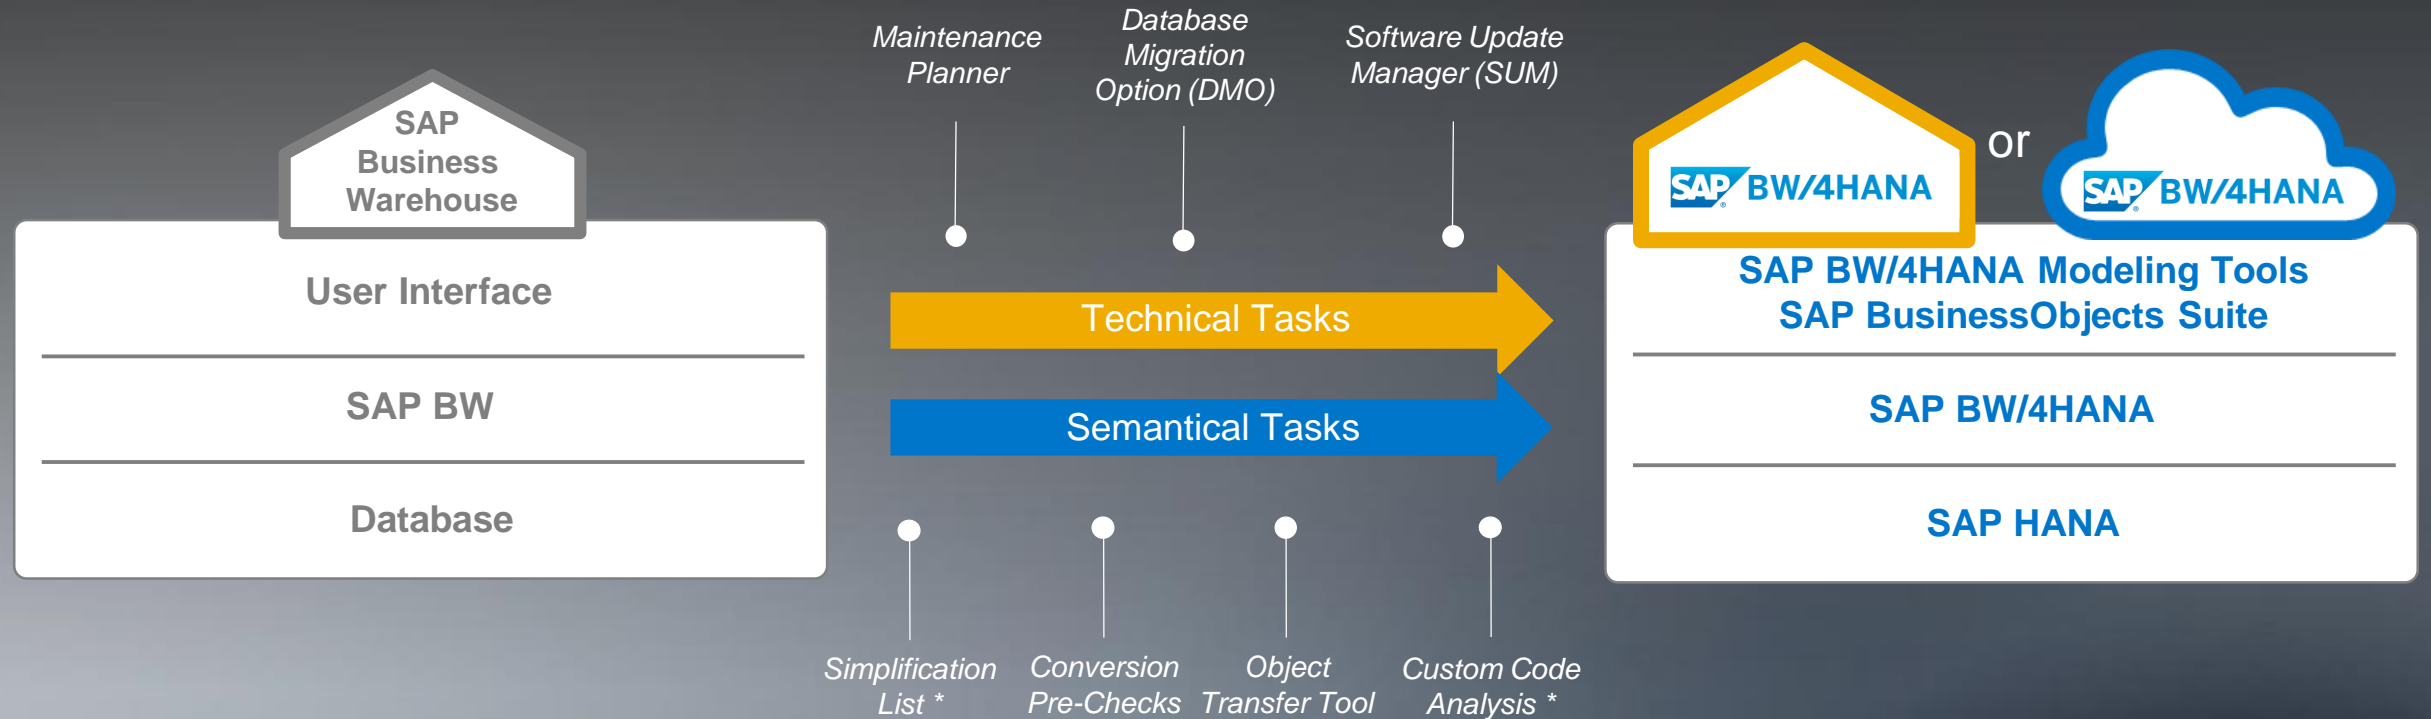 SAP
Business
Warehouse
User Interface
SAP BW
Database
Maintenance
Planner
Database
Migration
Option (DMO)
Software Update
Manager (SUM)
Technical Tasks
Semantical Tasks
Simplification
List *
Conversion
Pre-Checks
Object
Transfer Tool
Custom Code
Analysis *
SAP® BW/4HANA
or
SAP® BW/4HANA
SAP BW/4HANA Modeling Tools
SAP BusinessObjects Suite
SAP BW/4HANA
SAP HANA